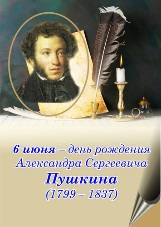 6 июня – день рождения
Александра Сергеевича
Пушкина
(1799 – 1837)